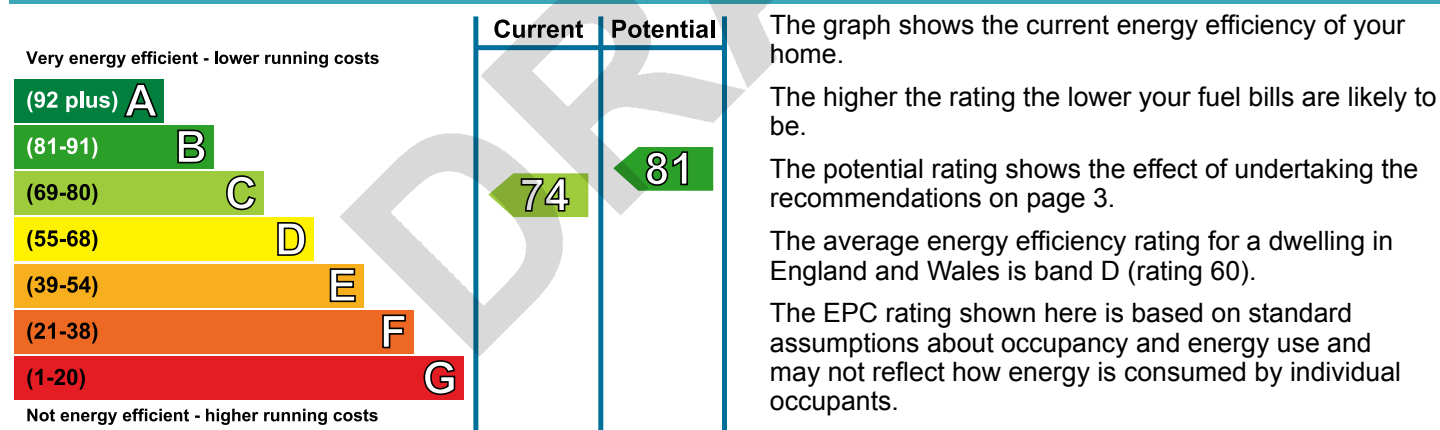 Current Potential
Very energy efficient - lower running costs
(92 plus) A
(81-91) B
(69-80) C
(55-68) D
(39-54) E
(21-38) F
(1-20) G
Not energy efficient - higher running costs
74
81
The graph shows the current energy efficiency of your
home.
The higher the rating the lower your fuel bills are likely to
be.
The potential rating shows the effect of undertaking the
recommendations on page 3.
The average energy efficiency rating for a dwelling in
England and Wales is band D (rating 60).
The EPC rating shown here is based on standard
assumptions about occupancy and energy use and
may not reflect how energy is consumed by individual
occupants.